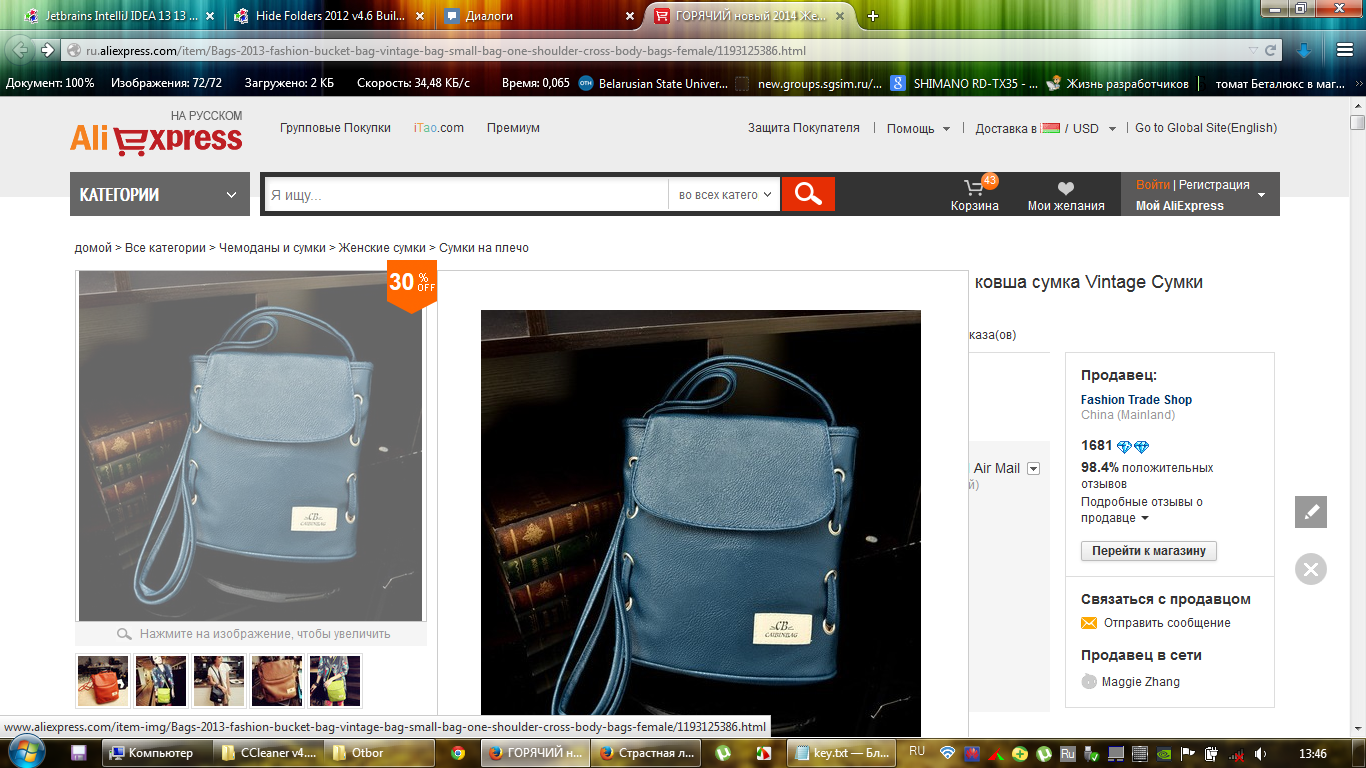 Jetbrains IntelliJ IDEA 13 13 ...
Hide Folders 2012 v4.6 Buil...
Диалоги
ГОРЯЧИЙ новый 2014 Же...
ru.aliexpress.com/item/Bags-2013-fashion-bucket-bag-vintage-bag-small-bag-one-shoulder-cross-body-bags-female/1193125386.html
Документ: 100% Изображения: 72/72 Загружено: 2 КБ Скорость: 34,48 КБ/с Время: 0,065 Belarusian State Univer... new.groups.sgsim.ru/... SHIMANO RD-TX35 - ... Жизнь разработчиков томат Беталюкс в маг...
НА РУССКОМ
AliExpress
Групповые Покупки iTao.com Премиум Защита Покупателя Помощь Доставка в / USD Go to Global Site(English)
КАТЕГОРИИ
Я ищу...
во всех катего
43
Корзина
Мои желания
Войти | Регистрация
Мой AliExpress
домой > Все категории > Чемоданы и сумки > Женские сумки > Сумки на плечо
30 % OFF
ковша сумка Vintage Сумки
каза(ов)
Air Mail
й)
CB
CAIBINBAG
CB
CAIBINBAG
Нажмите на изображение, чтобы увеличить
Продавец:
Fashion Trade Shop
China (Mainland)
1681
98.4% положительных
отзывов
Подробные отзывы о
продавце
Перейти к магазину
Связаться с продавцом
Отправить сообщение
Продавец в сети
Maggie Zhang
www.aliexpress.com/item-img/Bags-2013-fashion-bucket-bag-vintage-bag-small-bag-one-shoulder-cross-body-bags-female/1193125386.html
Компьютер
CCleaner v4....
Otbor
ГОРЯЧИЙ н...
Страстная л...
key.txt — Бл...
RU
Ru
13:46